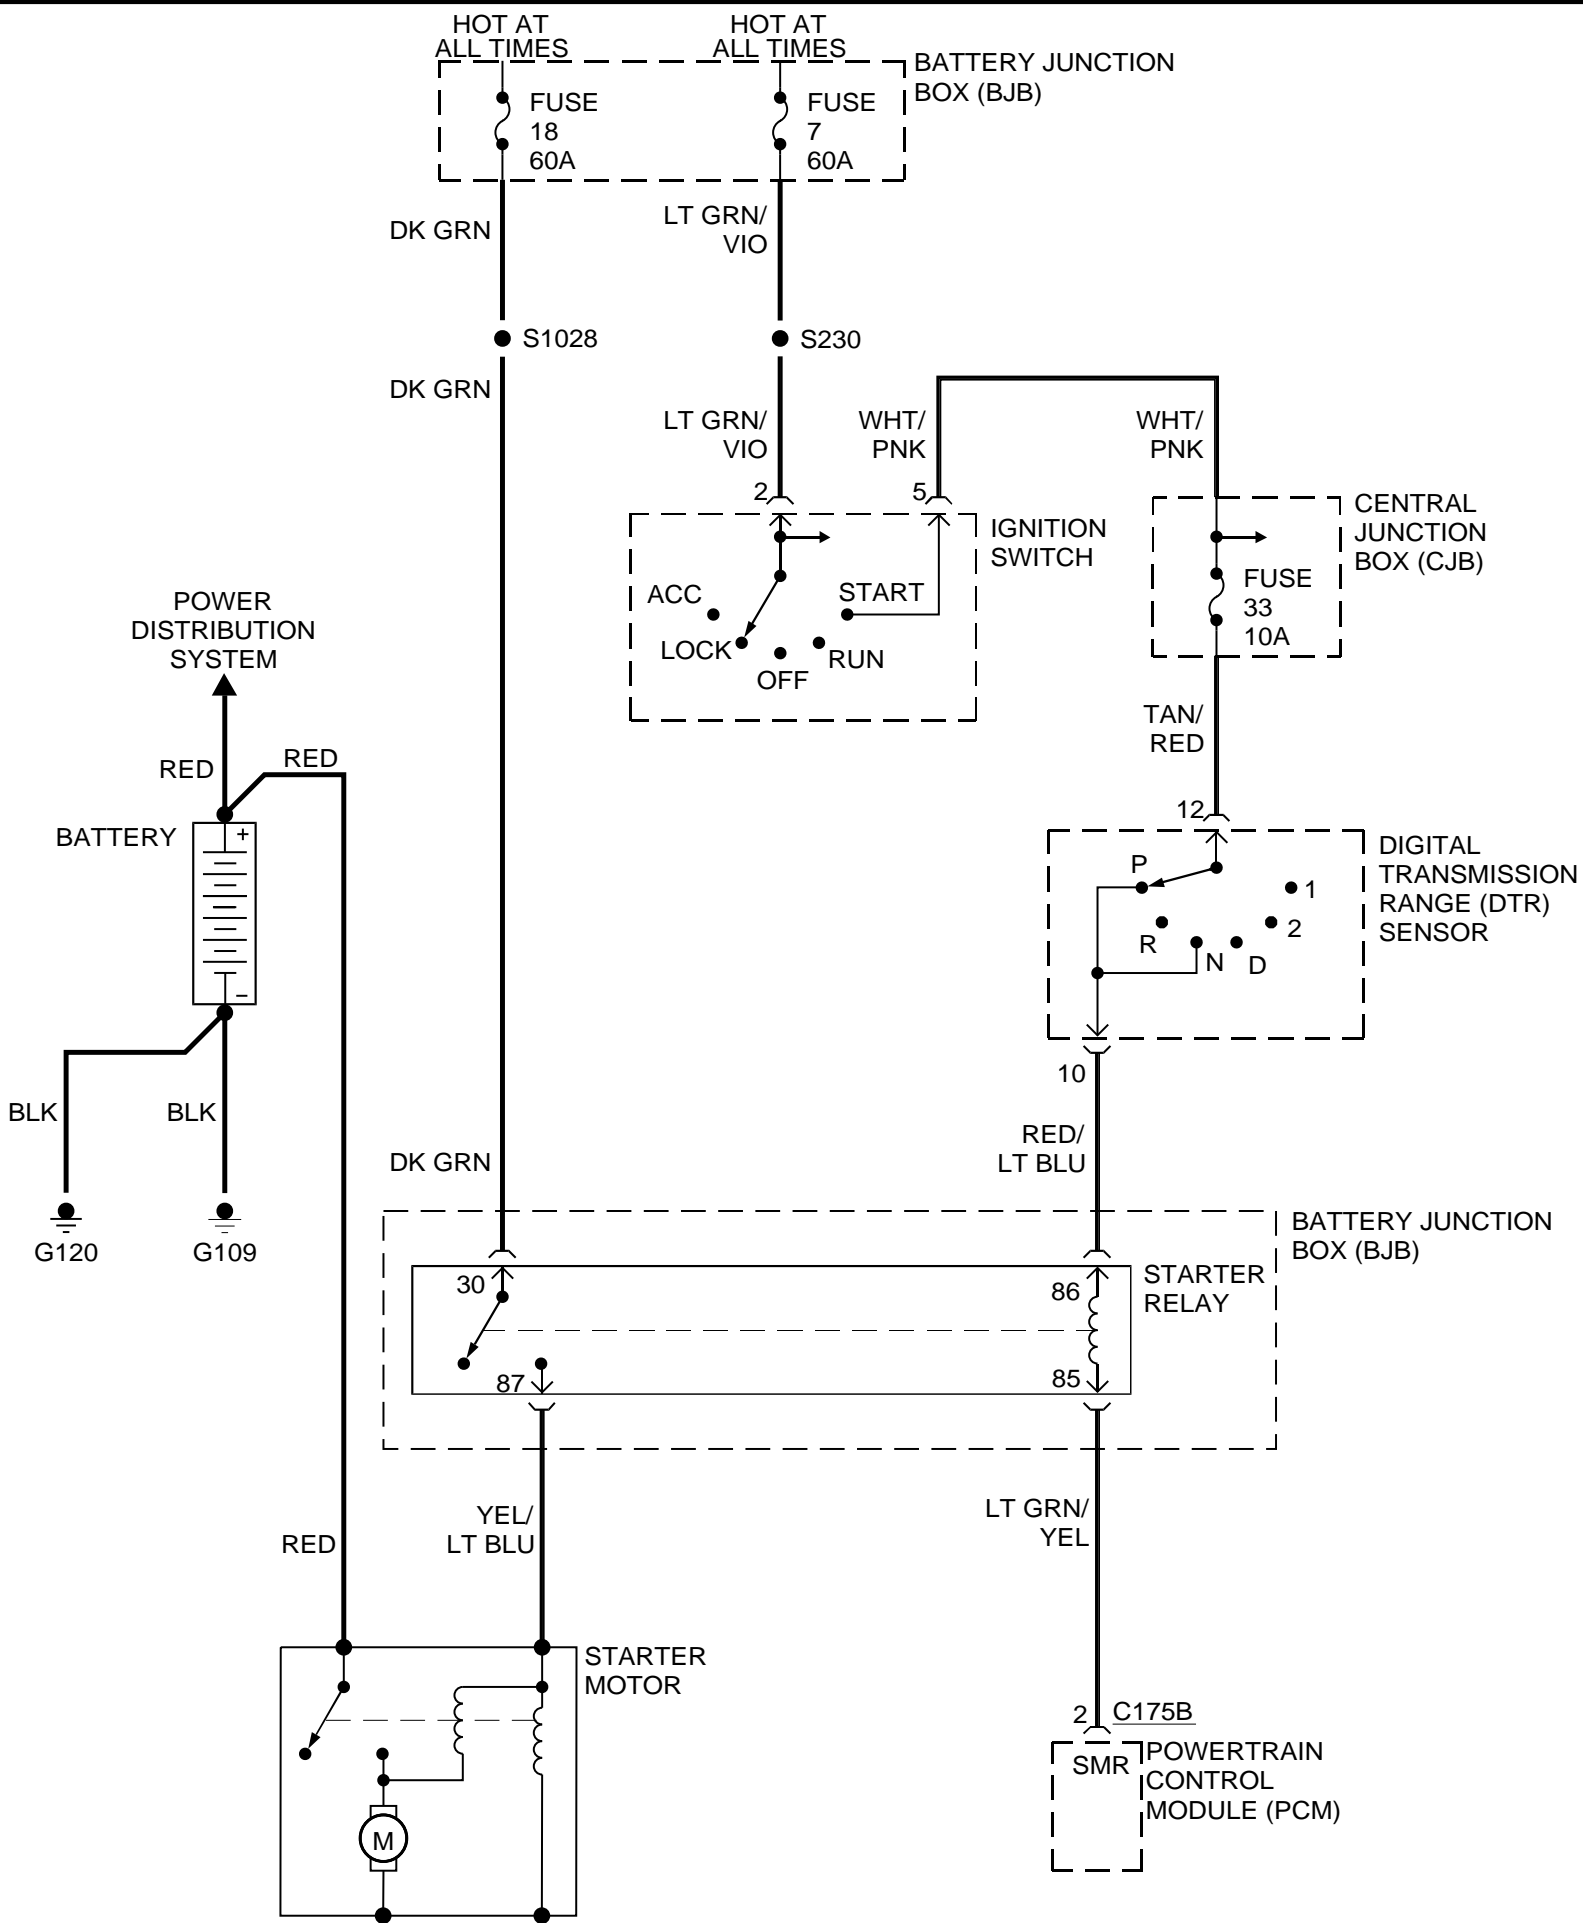 HOT AT
ALL TIMES
HOT AT
ALL TIMES
BATTERY JUNCTION
BOX (BJB)
FUSE
18
60A
FUSE
7
60A
DK GRN
LT GRN/
VIO
S1028
S230
DK GRN
LT GRN/
VIO
WHT/
PNK
WHT/
PNK
2
5
IGNITION
SWITCH
ACC
LOCK
OFF
RUN
START
CENTRAL
JUNCTION
BOX (CJB)
FUSE
33
10A
POWER
DISTRIBUTION
SYSTEM
RED
RED
BATTERY
+
–
TAN/
RED
12
DIGITAL
TRANSMISSION
RANGE (DTR)
SENSOR
P
R
N
D
2
1
10
BLK
BLK
G120
G109
DK GRN
RED/
LT BLU
BATTERY JUNCTION
BOX (BJB)
STARTER
RELAY
30
86
87
85
RED
YEL/
LT BLU
LT GRN/
YEL
STARTER
MOTOR
M
2
C175B
SMR
POWERTRAIN
CONTROL
MODULE (PCM)